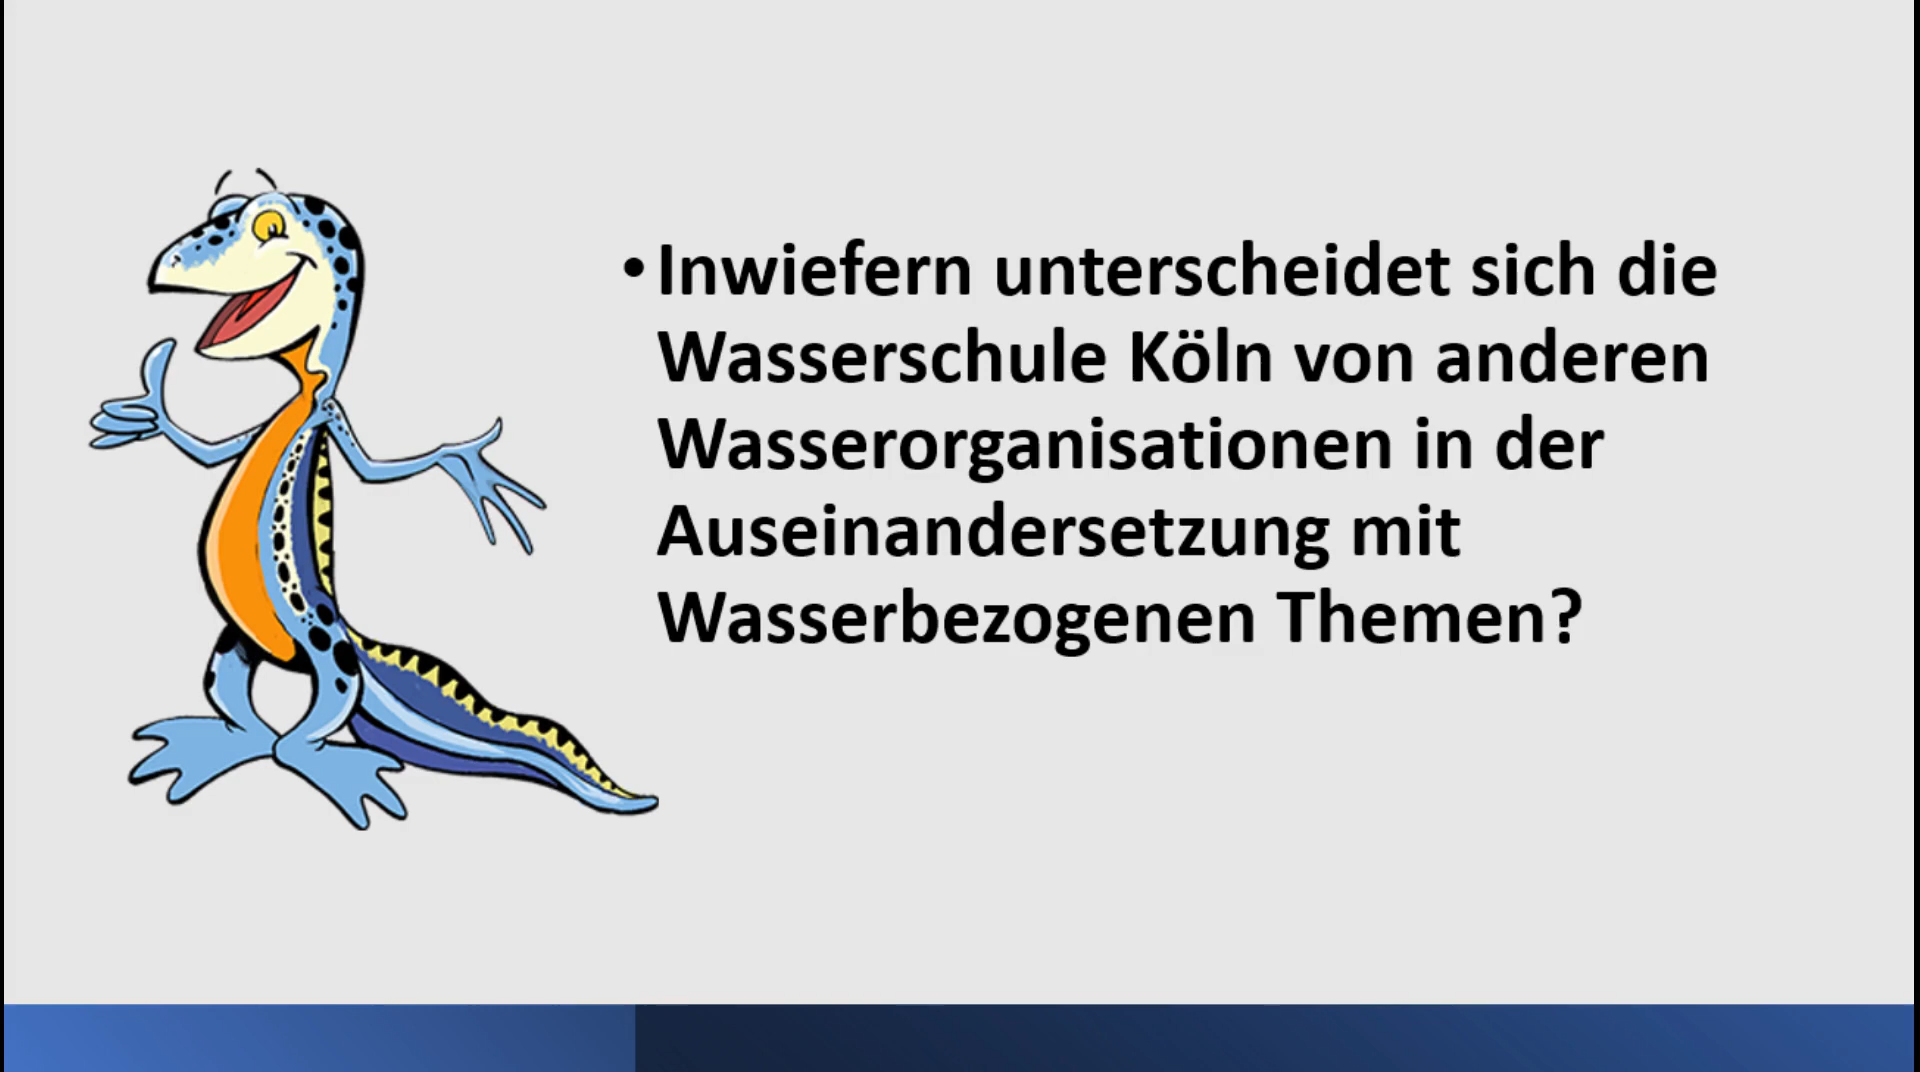 • Inwiefern unterscheidet sich die
Wasserschule Köln von anderen
Wasserorganisationen in der
Auseinandersetzung mit
Wasserbezogenen Themen?